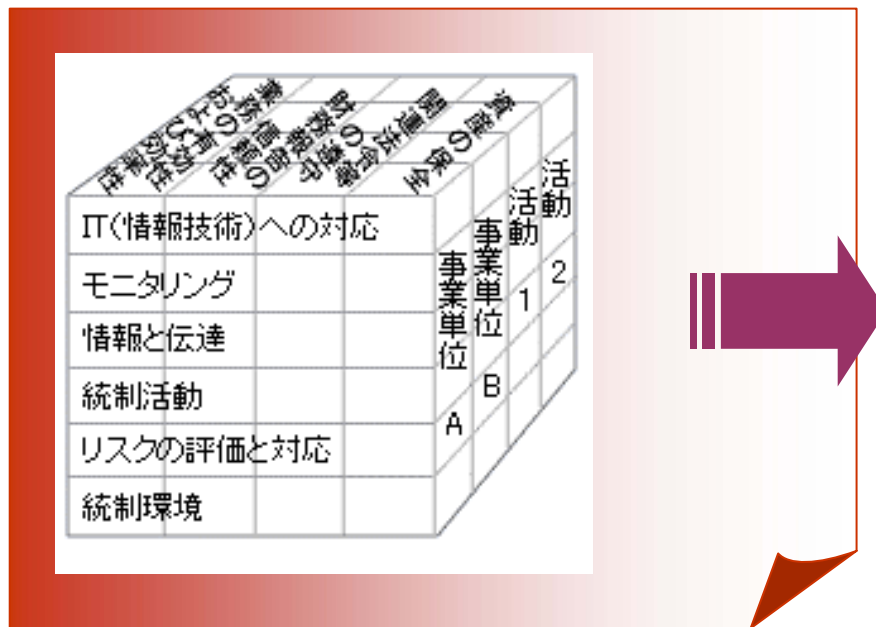 業務の有効性
および効率性
財務報告の
信頼性
関連法令
の遵守
資産の保全
IT(情報技術)への対応
モニタリング
情報と伝達
統制活動
リスクの評価と対応
統制環境
事業単位A
事業単位B
活動1
活動2